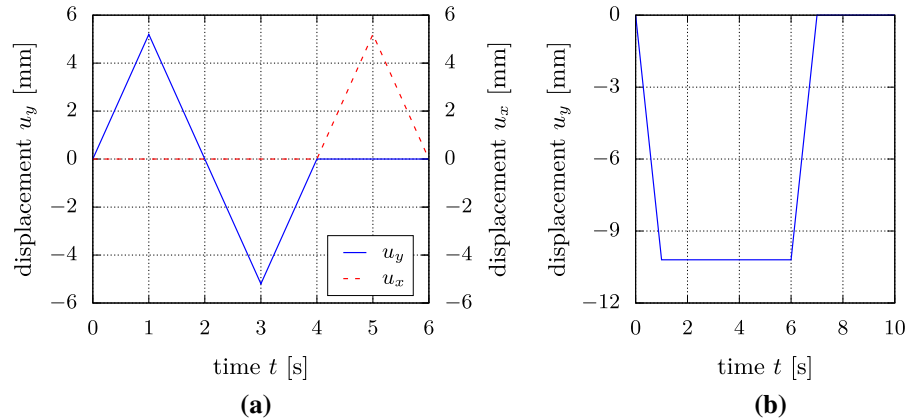 displacement u_y [mm]
6
4
2
0
−2
−4
−6
0 1 2 3 4 5 6
time t [s]
u_y
u_x
6
4
2
0
−2
−4
−6
displacement u_x [mm]
(a)
displacement u_y [mm]
0
−3
−6
−9
−12
0 2 4 6 8 10
time t [s]
(b)